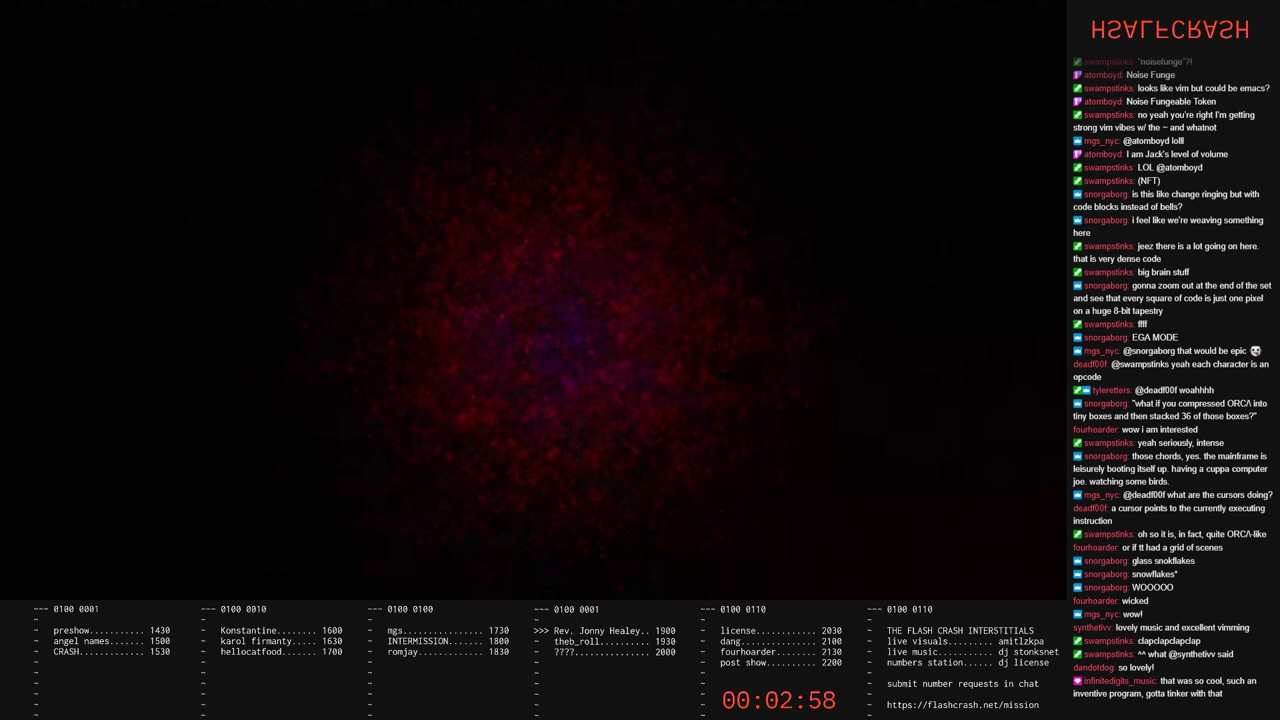 HSALFCRASH
swampstinks: "noisefunge"?!
atomboyd: Noise Funge
swampstinks: looks like vim but could be emacs?
atomboyd: Noise Fungeable Token
swampstinks: no yeah you're right I'm getting
strong vim vibes w/ the ~ and whatnot
mgs_nyc: @atomboyd lolll
atomboyd: I am Jack's level of volume
swampstinks: LOL @atomboyd
swampstinks: (NFT)
snorgaborg: is this like change ringing but with
code blocks instead of bells?
snorgaborg: i feel like we're weaving something
here
swampstinks: jeez there is a lot going on here.
that is very dense code
swampstinks: big brain stuff
snorgaborg: gonna zoom out at the end of the set
and see that every square of code is just one pixel
on a huge 8-bit tapestry
swampstinks: ffff
snorgaborg: EGA MODE
mgs_nyc: @snorgaborg that would be epic
deadf00f: @swampstinks yeah each character is an
opcode
tyleretters: @deadf00f woahhhh
snorgaborg: "what if you compressed ORCΛ into
tiny boxes and then stacked 36 of those boxes?"
fourhoarder: wow i am interested
swampstinks: yeah seriously, intense
snorgaborg: those chords, yes. the mainframe is
leisurely booting itself up. having a cuppa computer
joe. watching some birds.
mgs_nyc: @deadf00f what are the cursors doing?
deadf00f: a cursor points to the currently executing
instruction
swampstinks: oh so it is, in fact, quite ORCΛ-like
fourhoarder: or if tt had a grid of scenes
snorgaborg: glass snokflakes
snorgaborg: snowflakes*
snorgaborg: WOOOOO
fourhoarder: wicked
mgs_nyc: wow!
synthetivv: lovely music and excellent vimming
swampstinks: clapclapclapclap
swampstinks: ^^ what @synthetivv said
dandotdog: so lovely!
infinitedigits_music: that was so cool, such an
inventive program, gotta tinker with that
~~~ 0100 0001
~
~ preshow.......... 1430
~ angel names...... 1500
~ CRASH............ 1530
~
~
~
~
~
~~~ 0100 0010
~
~ Konstantine...... 1600
~ karol firmanty... 1630
~ hellocatfood..... 1700
~
~
~
~
~
~~~ 0100 0100
~
~ mgs.............. 1730
~ INTERMISSION..... 1800
~ romjay........... 1830
~
~
~
~
~
~~~ 0100 0001
~
>>> Rev. Jonny Healey.. 1900
~ theb_roll.......... 1930
~ ????............... 2000
~
~
~
~
~
~~~ 0100 0110
~
~ license.......... 2030
~ dang............. 2100
~ fourhoarder...... 2130
~ post show........ 2200
~
~
~
~
00:02:58
~~~ 0100 0110
~
~ THE FLASH CRASH INTERSTITIALS
~ live visuals...... amitlzkpa
~ live music........ dj stonksnet
~ numbers station... dj license
~
~ submit number requests in chat
~
~ https://flashcrash.net/mission